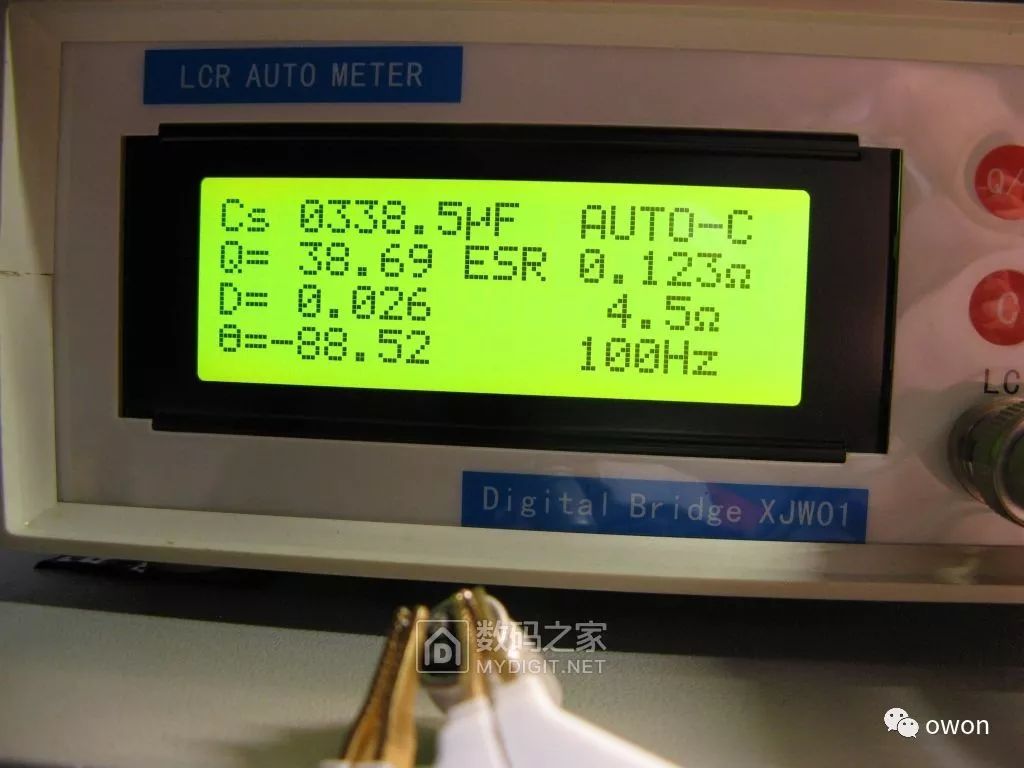 LCR AUTO METER
Cs 0338.5µF AUTO-C
Q= 38.69 ESR 0.123Ω
D= 0.026 4.5Ω
θ=-88.52 100Hz
Q/
C
LC
Digital Bridge XJW01
数码之家
MYDIGIT.NET
owon